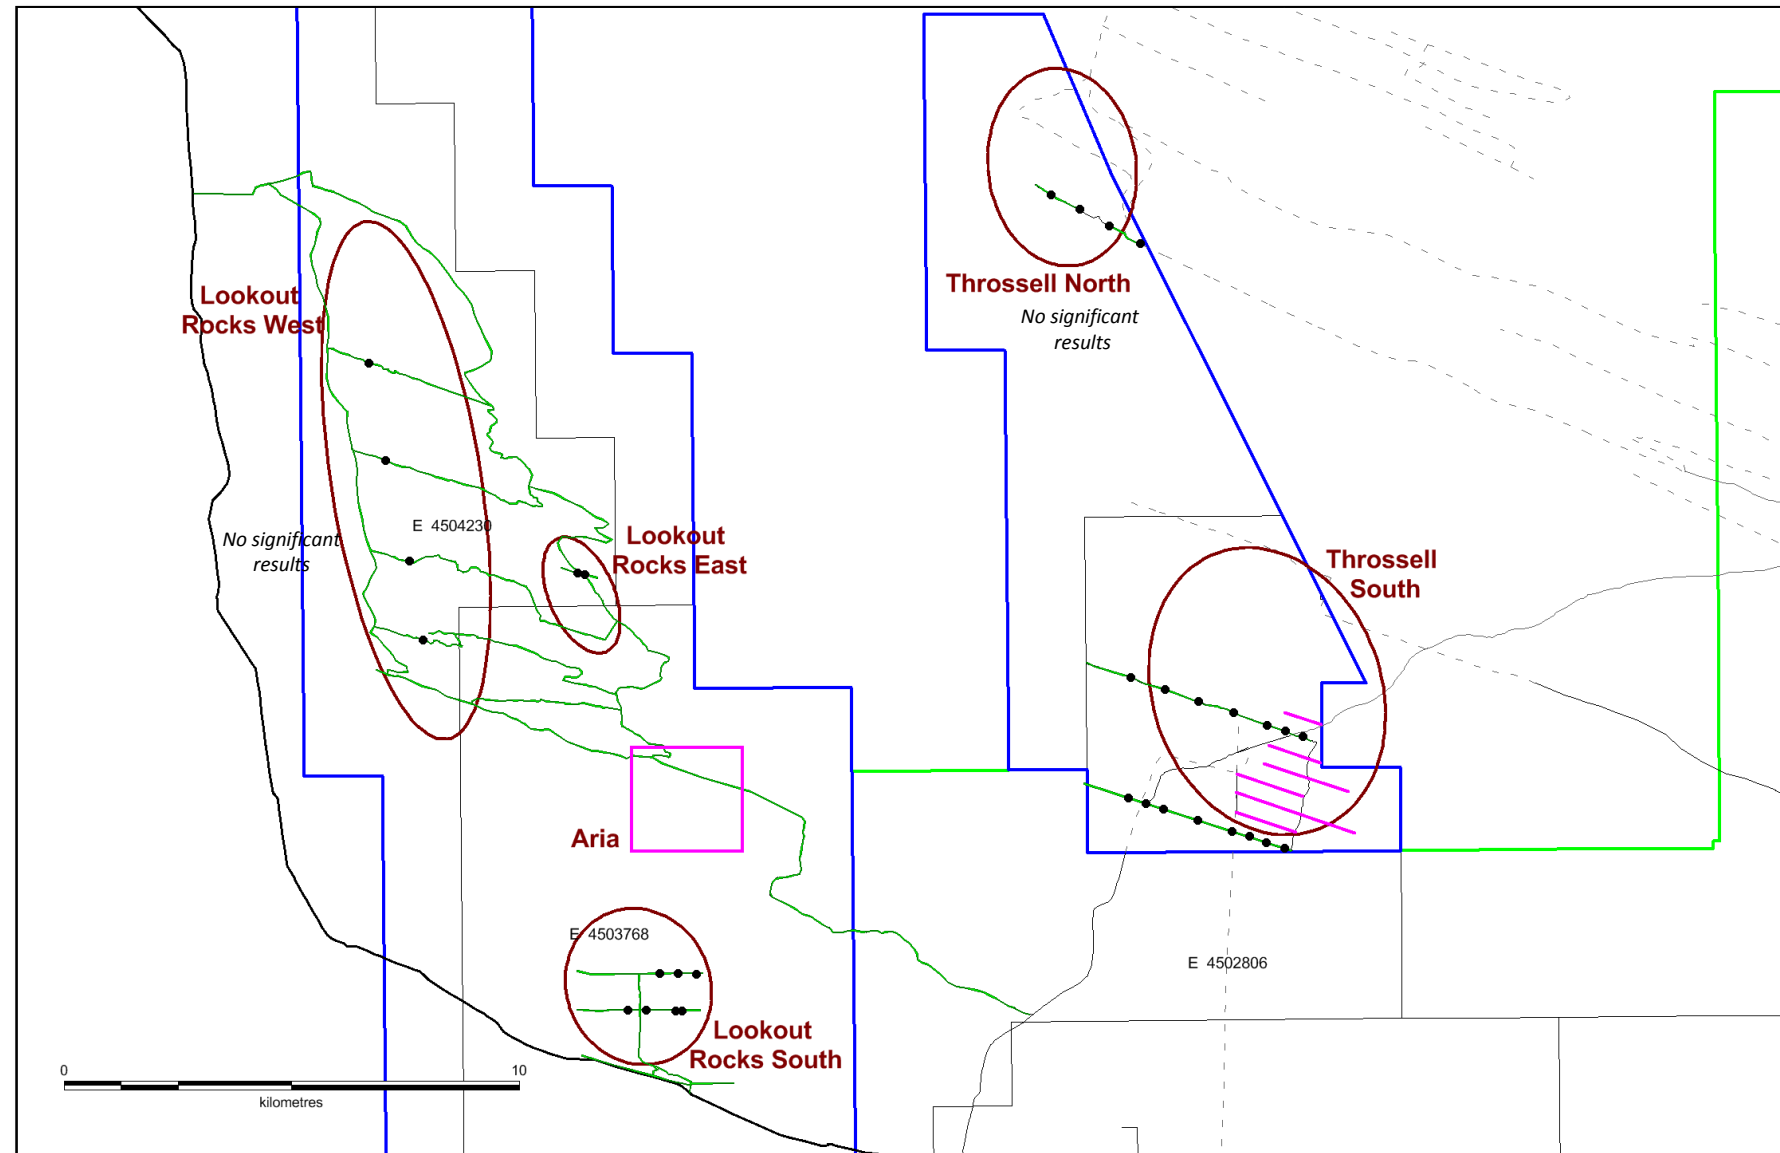 Lookout
Rocks West
Throssell North
No significant
results
E 4504230
No significant
results
Lookout
Rocks East
Throssell
South
Aria
E 4503768
E 4502806
Lookout
Rocks South
0 10
kilometres